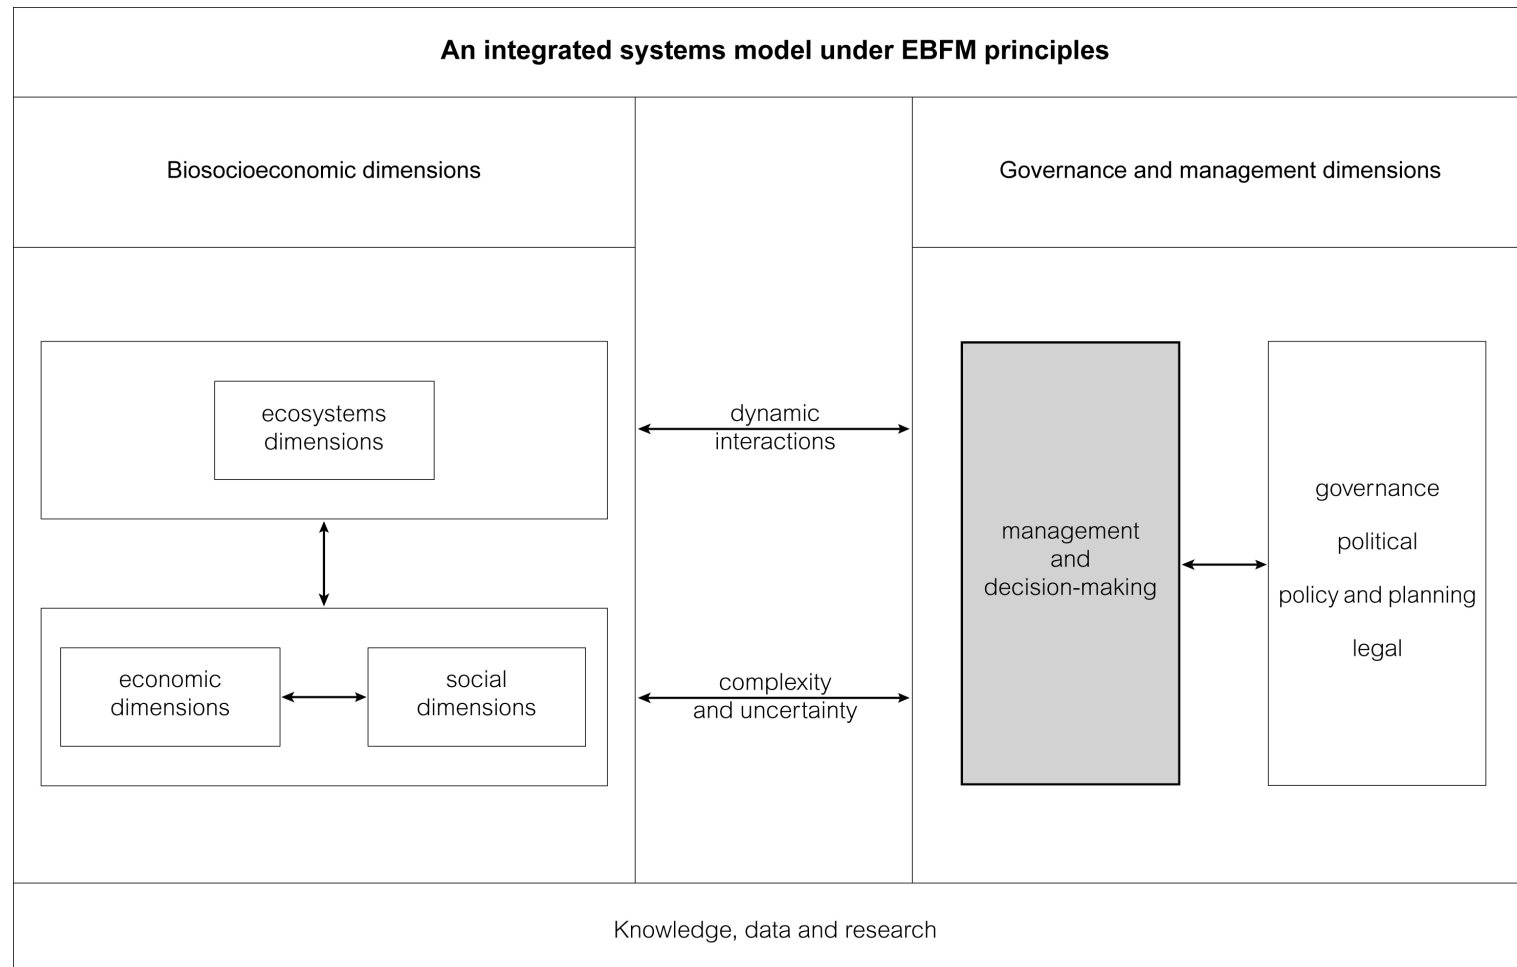 An integrated systems model under EBFM principles
Biosocioeconomic dimensions
Governance and management dimensions
ecosystems
dimensions
economic
dimensions
social
dimensions
dynamic
interactions
complexity
and uncertainty
management
and
decision-making
governance
political
policy and planning
legal
Knowledge, data and research